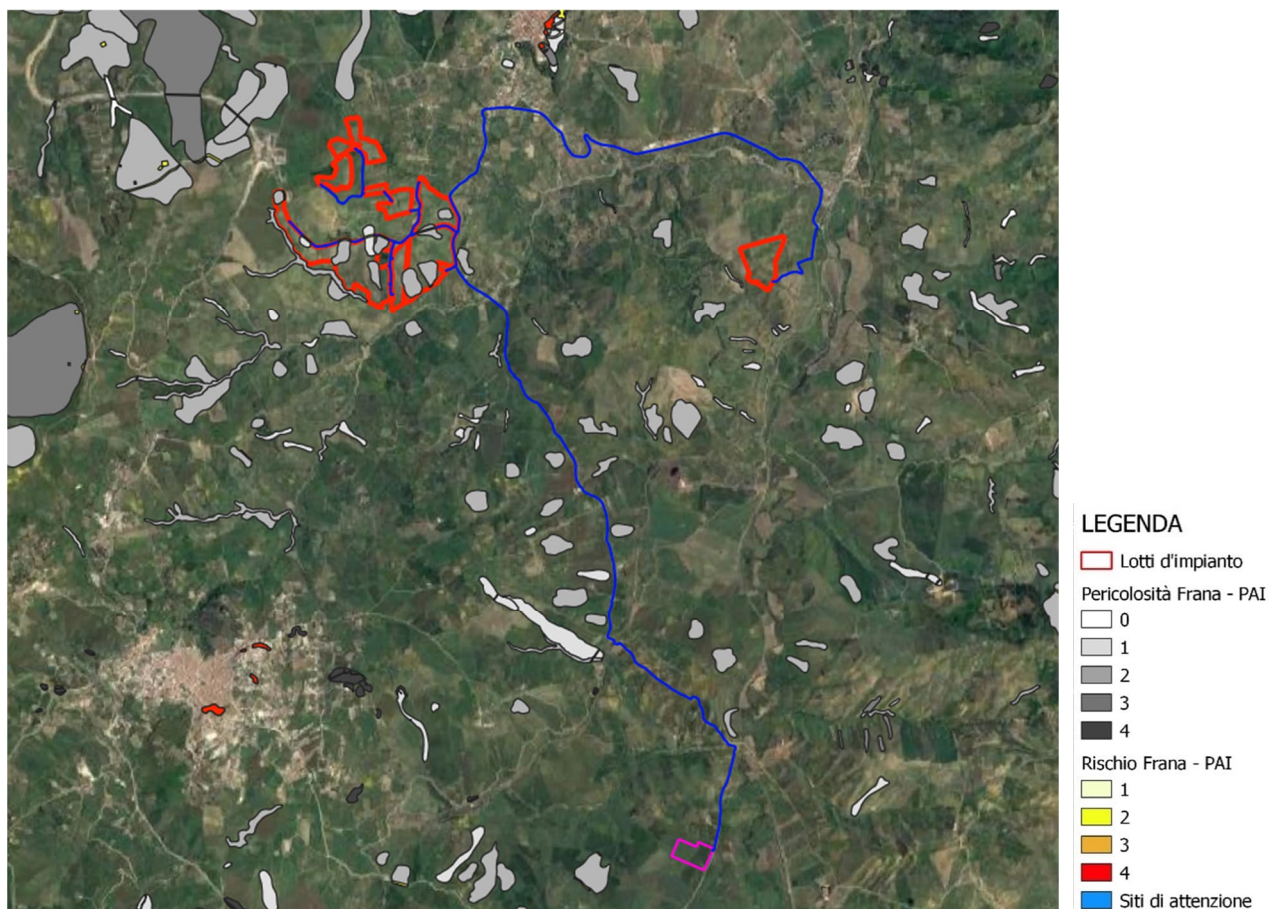 LEGENDA
Lotti d'impianto
Pericolosità Frana - PAI
0
1
2
3
4
Rischio Frana - PAI
1
2
3
4
Siti di attenzione